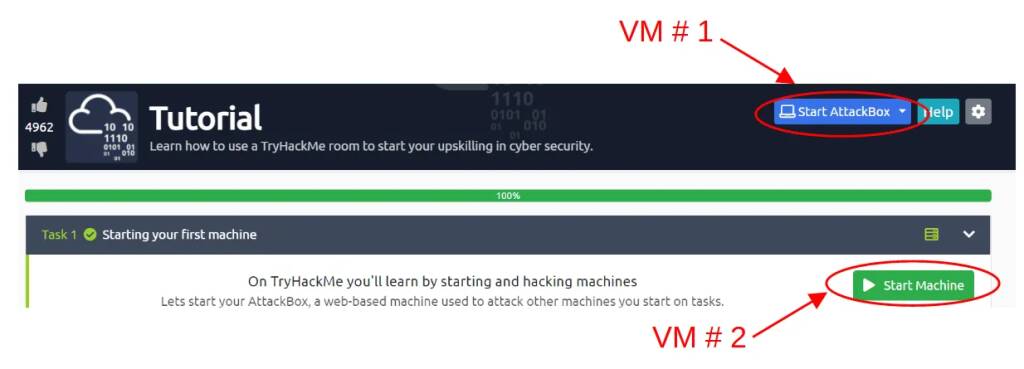 VM # 1
4962
10 10
1110
0101 01
01 010
01
Tutorial
Learn how to use a TryHackMe room to start your upskilling in cyber security.
1110
0101 01
01 010
01
Start AttackBox
Help
100%
Task 1 Starting your first machine
On TryHackMe you'll learn by starting and hacking machines
Lets start your AttackBox, a web-based machine used to attack other machines you start on tasks.
Start Machine
VM # 2